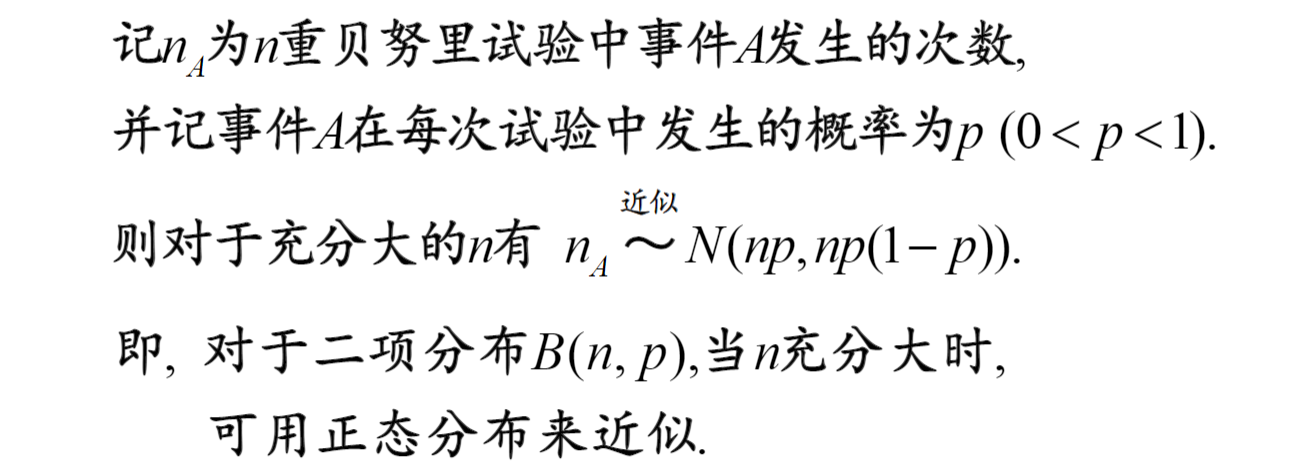 记n_A为n重贝努里试验中事件A发生的次数,
并记事件A在每次试验中发生的概率为p (0 < p < 1).
近似
则对于充分大的n有 n_A ～ N(np, np(1− p)).
即, 对于二项分布B(n, p),当n充分大时,
可用正态分布来近似.